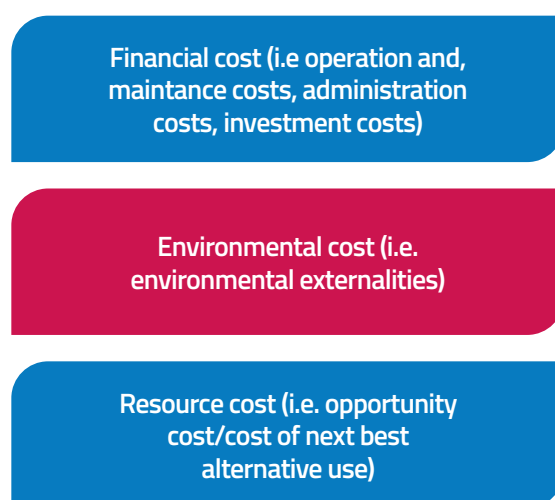 Financial cost (i.e operation and,
maintance costs, administration
costs, investment costs)
Environmental cost (i.e.
environmental externalities)
Resource cost (i.e. opportunity
cost/cost of next best
alternative use)